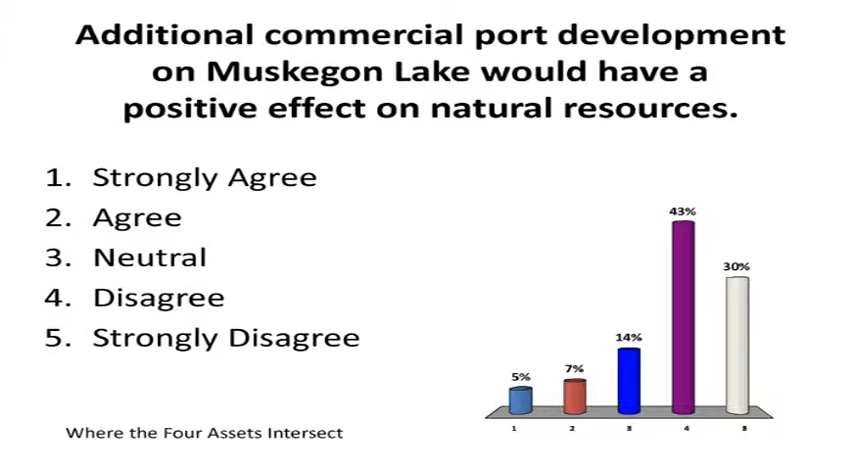 Additional commercial port development
on Muskegon Lake would have a
positive effect on natural resources.
1. Strongly Agree
2. Agree
3. Neutral
4. Disagree
5. Strongly Disagree
43%
30%
14%
7%
5%
1 2 3 4 5
Where the Four Assets Intersect